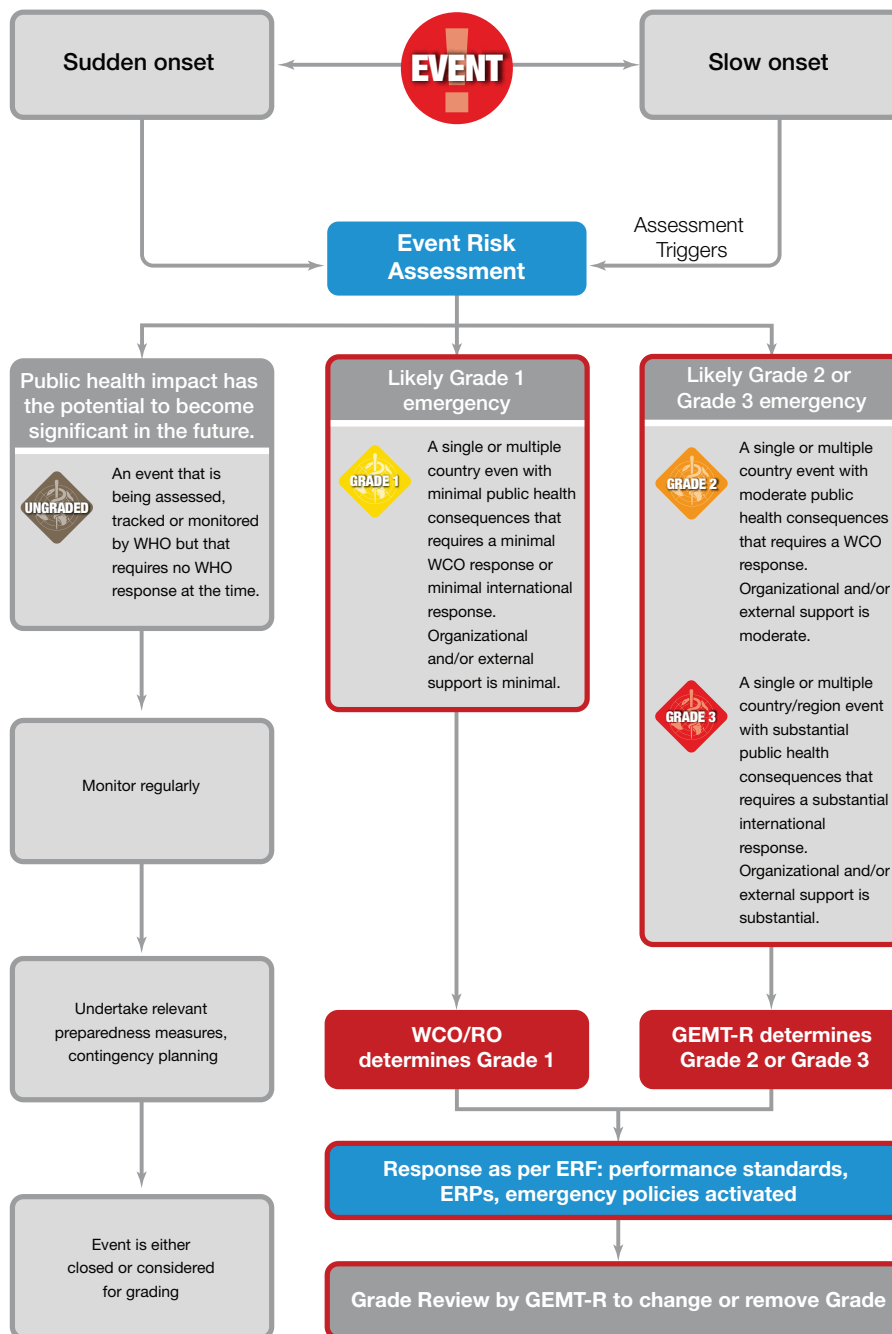 Sudden onset
EVENT
Slow onset
Event Risk
Assessment
Assessment
Triggers
Public health impact has
the potential to become
significant in the future.
UNGRADED
An event that is
being assessed,
tracked or monitored
by WHO but that
requires no WHO
response at the time.
Monitor regularly
Undertake relevant
preparedness measures,
contingency planning
Event is either
closed or considered
for grading
Likely Grade 1
emergency
GRADE 1
A single or multiple
country even with
minimal public health
consequences that
requires a minimal
WCO response or
minimal international
response.
Organizational
and/or external
support is minimal.
WCO/RO
determines Grade 1
Likely Grade 2 or
Grade 3 emergency
GRADE 2
A single or multiple
country event with
moderate public
health consequences
that requires a WCO
response.
Organizational and/or
external support is
moderate.
GRADE 3
A single or multiple
country/region event
with substantial
public health
consequences that
requires a substantial
international
response.
Organizational and/or
external support is
substantial.
GEMT-R determines
Grade 2 or Grade 3
Response as per ERF: performance standards,
ERPs, emergency policies activated
Grade Review by GEMT-R to change or remove Grade